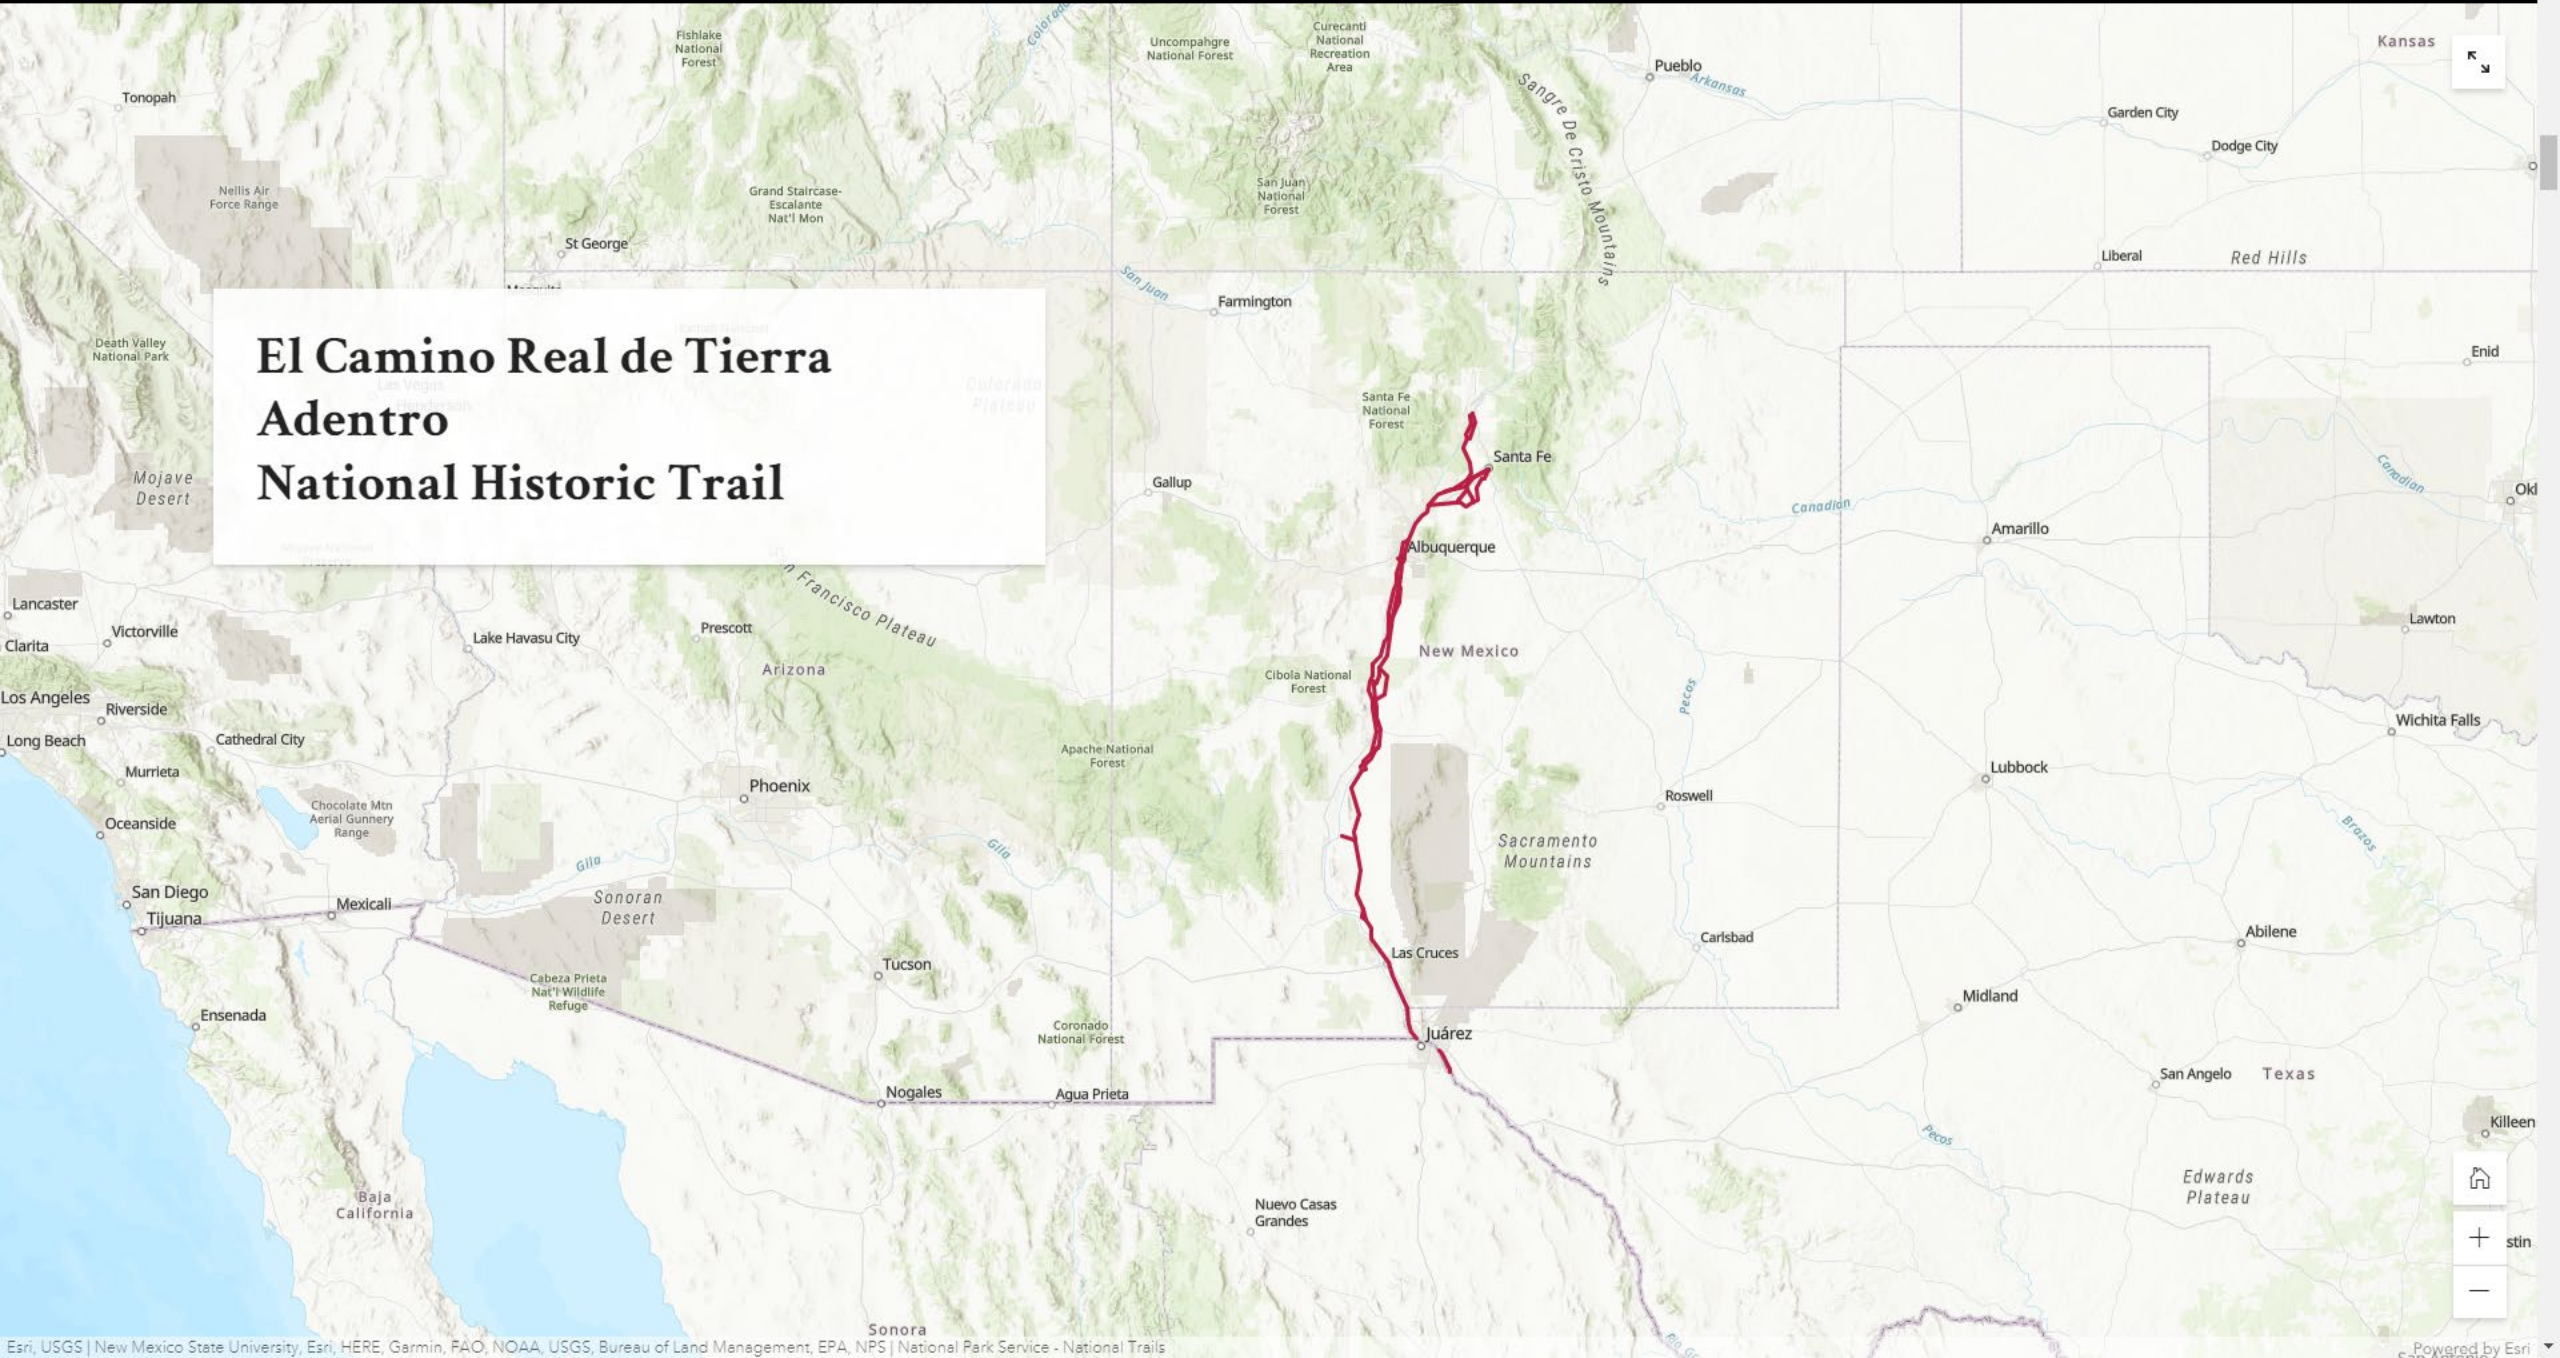 Fishlake
National
Forest
Colorado
Uncompahgre
National Forest
Curecanti
National
Recreation
Area
Pueblo
Arkansas
Kansas
Tonopah
Sangre De Cristo Mountains
Garden City
Dodge City
Nellis Air
Force Range
Grand Staircase-
Escalante
Nat'l Mon
San Juan
National
Forest
St George
Liberal
Red Hills
Mesquite
San Juan
Farmington
Death Valley
National Park
El Camino Real de Tierra
Adentro
National Historic Trail
Las Vegas
Henderson
Colorado
Plateau
Enid
Santa Fe
National
Forest
Santa Fe
Mojave
Desert
Gallup
Canadian
Canadian
Amarillo
Albuquerque
Francisco Plateau
Lancaster
Clarita
Victorville
Lake Havasu City
Prescott
Arizona
New Mexico
Lawton
Cibola National
Forest
Pecos
Los Angeles
Riverside
Long Beach
Cathedral City
Murrieta
Apache National
Forest
Wichita Falls
Phoenix
Lubbock
Chocolate Mtn
Aerial Gunnery
Range
Oceanside
Roswell
Gila
Gila
Sacramento
Mountains
Brazos
San Diego
Tijuana
Mexicali
Sonoran
Desert
Las Cruces
Carlsbad
Abilene
Tucson
Cabeza Prieta
Nat'l Wildlife
Refuge
Midland
Ensenada
Coronado
National Forest
Juárez
San Angelo
Texas
Nogales
Agua Prieta
Killeen
Pecos
Edwards
Plateau
Baja
California
Nuevo Casas
Grandes
stin
Sonora
Esri, USGS | New Mexico State University, Esri, HERE, Garmin, FAO, NOAA, USGS, Bureau of Land Management, EPA, NPS | National Park Service - National Trails
Powered by Esri